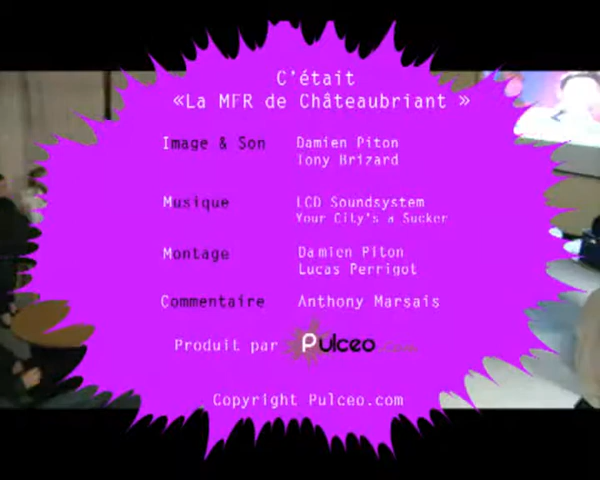 C'était
«La MFR de Châteaubriant »
Image & Son Damien Piton
Tony Brizard
Musique LCD Soundsystem
Your City's a Sucker
Montage Damien Piton
Lucas Perrigot
Commentaire Anthony Marsais
Produit par Pulceo
Copyright Pulceo.com